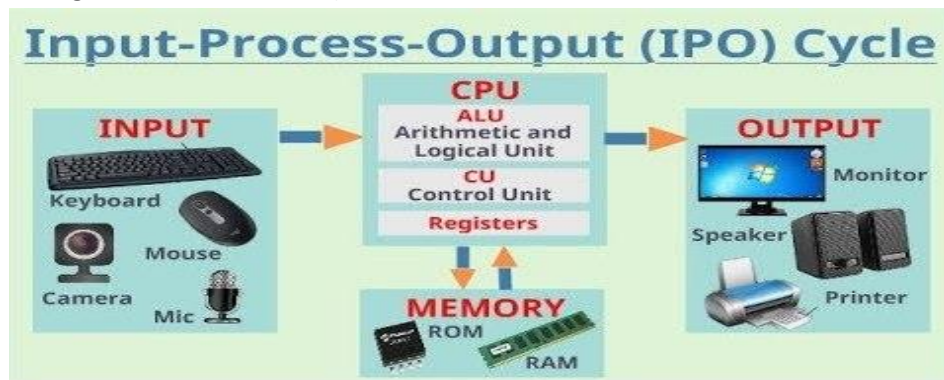 Input-Process-Output (IPO) Cycle
INPUT
Keyboard
Mouse
Camera
Mic
CPU
ALU
Arithmetic and
Logical Unit
CU
Control Unit
Registers
MEMORY
ROM
RAM
OUTPUT
Monitor
Speaker
Printer